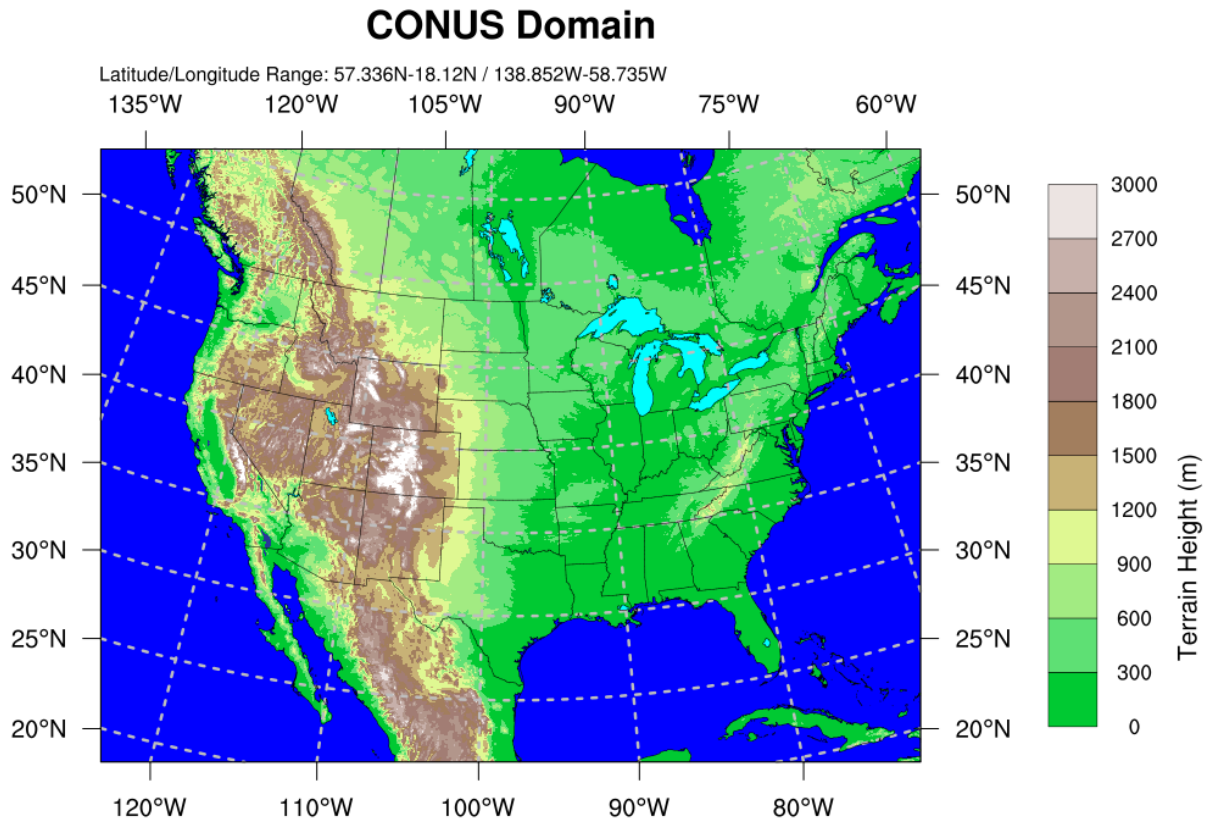 CONUS Domain
Latitude/Longitude Range: 57.336N-18.12N / 138.852W-58.735W
135°W 120°W 105°W 90°W 75°W 60°W
50°N 50°N 3000
2700
45°N 45°N 2400
2100
40°N 40°N 1800
35°N 35°N 1500
1200
30°N 30°N 900
25°N 25°N 600
300
20°N 20°N 0
Terrain Height (m)
120°W 110°W 100°W 90°W 80°W